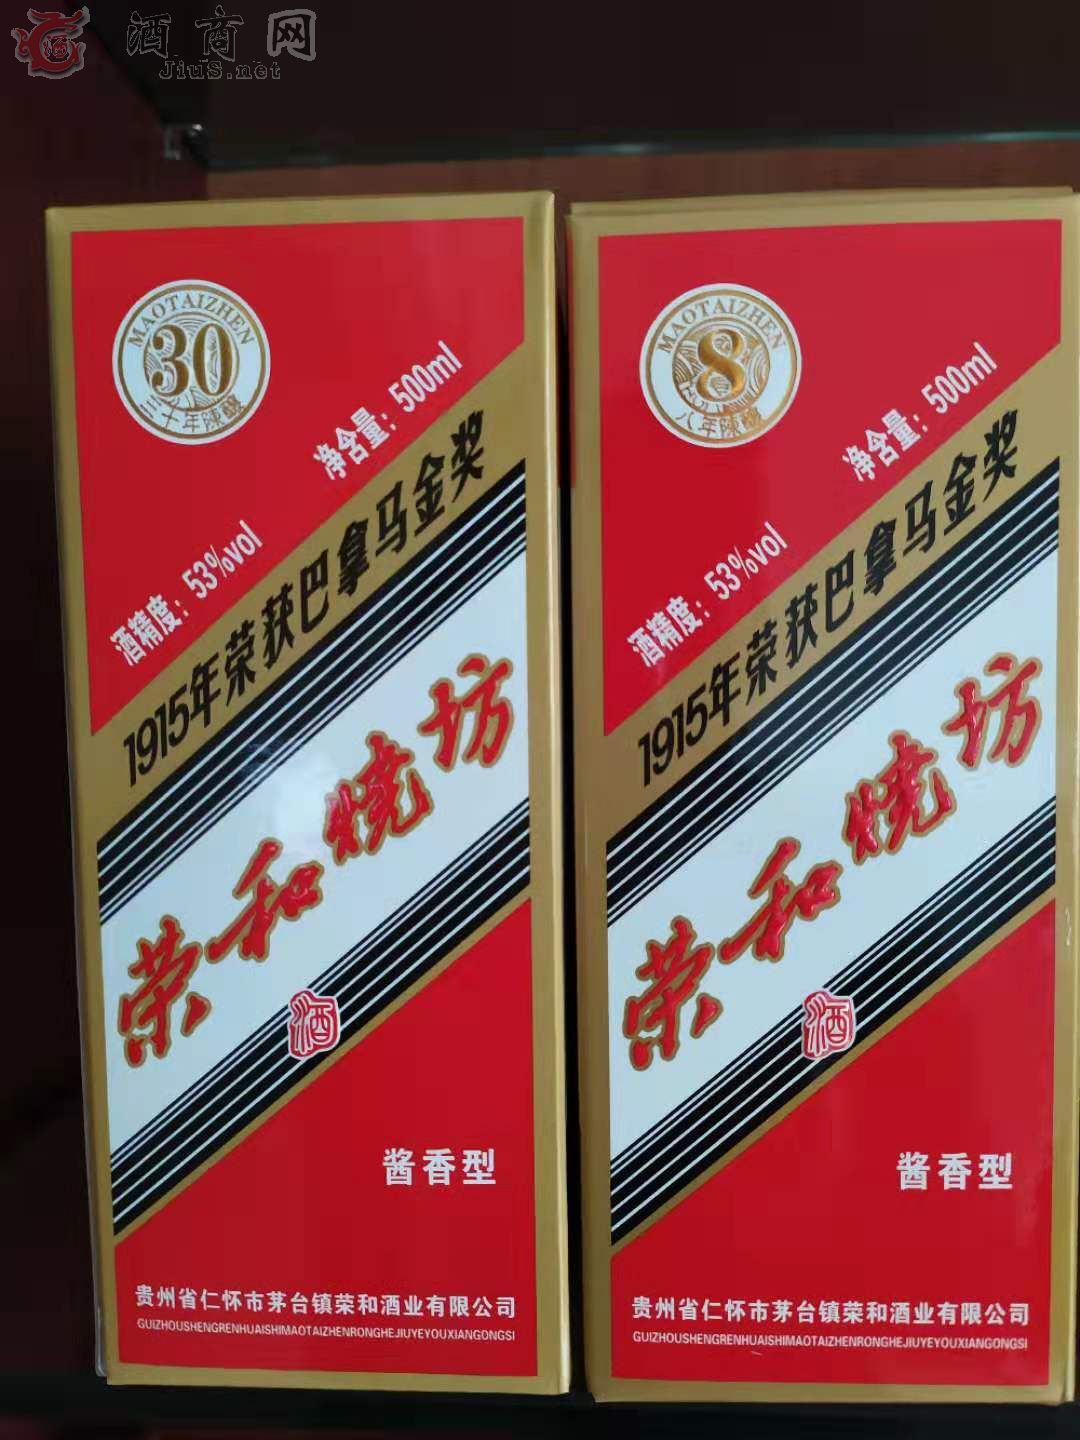 酒商网
JiuS.net
MAOTAIZHEN
30
三十年陳釀
净含量：500ml
酒精度：53%vol
1915年荣获巴拿马金奖
荣和烧坊
酒
酱香型
贵州省仁怀市茅台镇荣和酒业有限公司
GUIZHOUSHENGRENHUAISHIMAOTAIZHENRONGHEJIUYEYOUXIANGONGSI
MAOTAIZHEN
8
八年陳釀
净含量：500ml
酒精度：53%vol
1915年荣获巴拿马金奖
荣和烧坊
酒
酱香型
贵州省仁怀市茅台镇荣和酒业有限公司
GUIZHOUSHENGRENHUAISHIMAOTAIZHENRONGHEJIUYEYOUXIANGONGSI